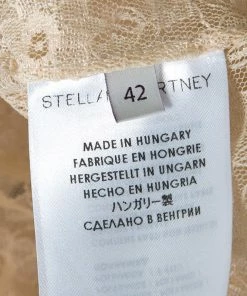 STELLA
42
RTNEY
MADE IN HUNGARY
FABRIQUE EN HONGRIE
HERGESTELLT IN UNGARN
HECHO EN HUNGRIA
ハンガリー製
СДЕЛАНО В ВЕНГРИИ